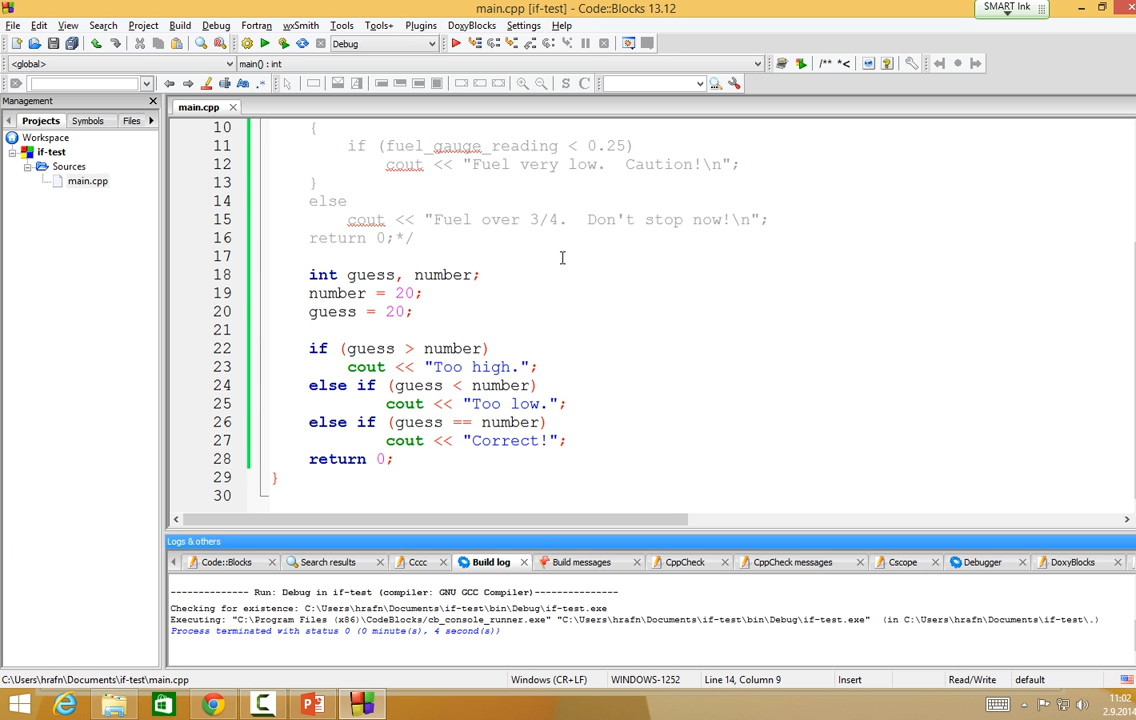 main.cpp [if-test] - Code::Blocks 13.12
SMART Ink
File Edit View Search Project Build Debug Fortran wxSmith Tools Tools+ Plugins DoxyBlocks Settings Help
Debug
<global> main() : int
/** *<
S C
Management
main.cpp
Projects Symbols Files
Workspace
if-test
Sources
main.cpp
10 {
11 if (fuel_gauge_reading < 0.25)
12 cout << "Fuel very low.  Caution!\n";
13 }
14 else
15 cout << "Fuel over 3/4.  Don't stop now!\n";
16 return 0;*/
17
18 int guess, number;
19 number = 20;
20 guess = 20;
21
22 if (guess > number)
23 cout << "Too high.";
24 else if (guess < number)
25 cout << "Too low.";
26 else if (guess == number)
27 cout << "Correct!";
28 return 0;
29 }
30
Logs & others
Code::Blocks Search results Cccc Build log Build messages CppCheck CppCheck messages Cscope Debugger DoxyBlocks
-------------- Run: Debug in if-test (compiler: GNU GCC Compiler)---------------
Checking for existence: C:\Users\hrafn\Documents\if-test\bin\Debug\if-test.exe
Executing: "C:\Program Files (x86)\CodeBlocks/cb_console_runner.exe" "C:\Users\hrafn\Documents\if-test\bin\Debug\if-test.exe"  (in C:\Users\hrafn\Documents\if-test\.)
Process terminated with status 0 (0 minute(s), 4 second(s))
C:\Users\hrafn\Documents\if-test\main.cpp Windows (CR+LF) WINDOWS-1252 Line 14, Column 9 Insert Read/Write default
11:02
2.9.2014